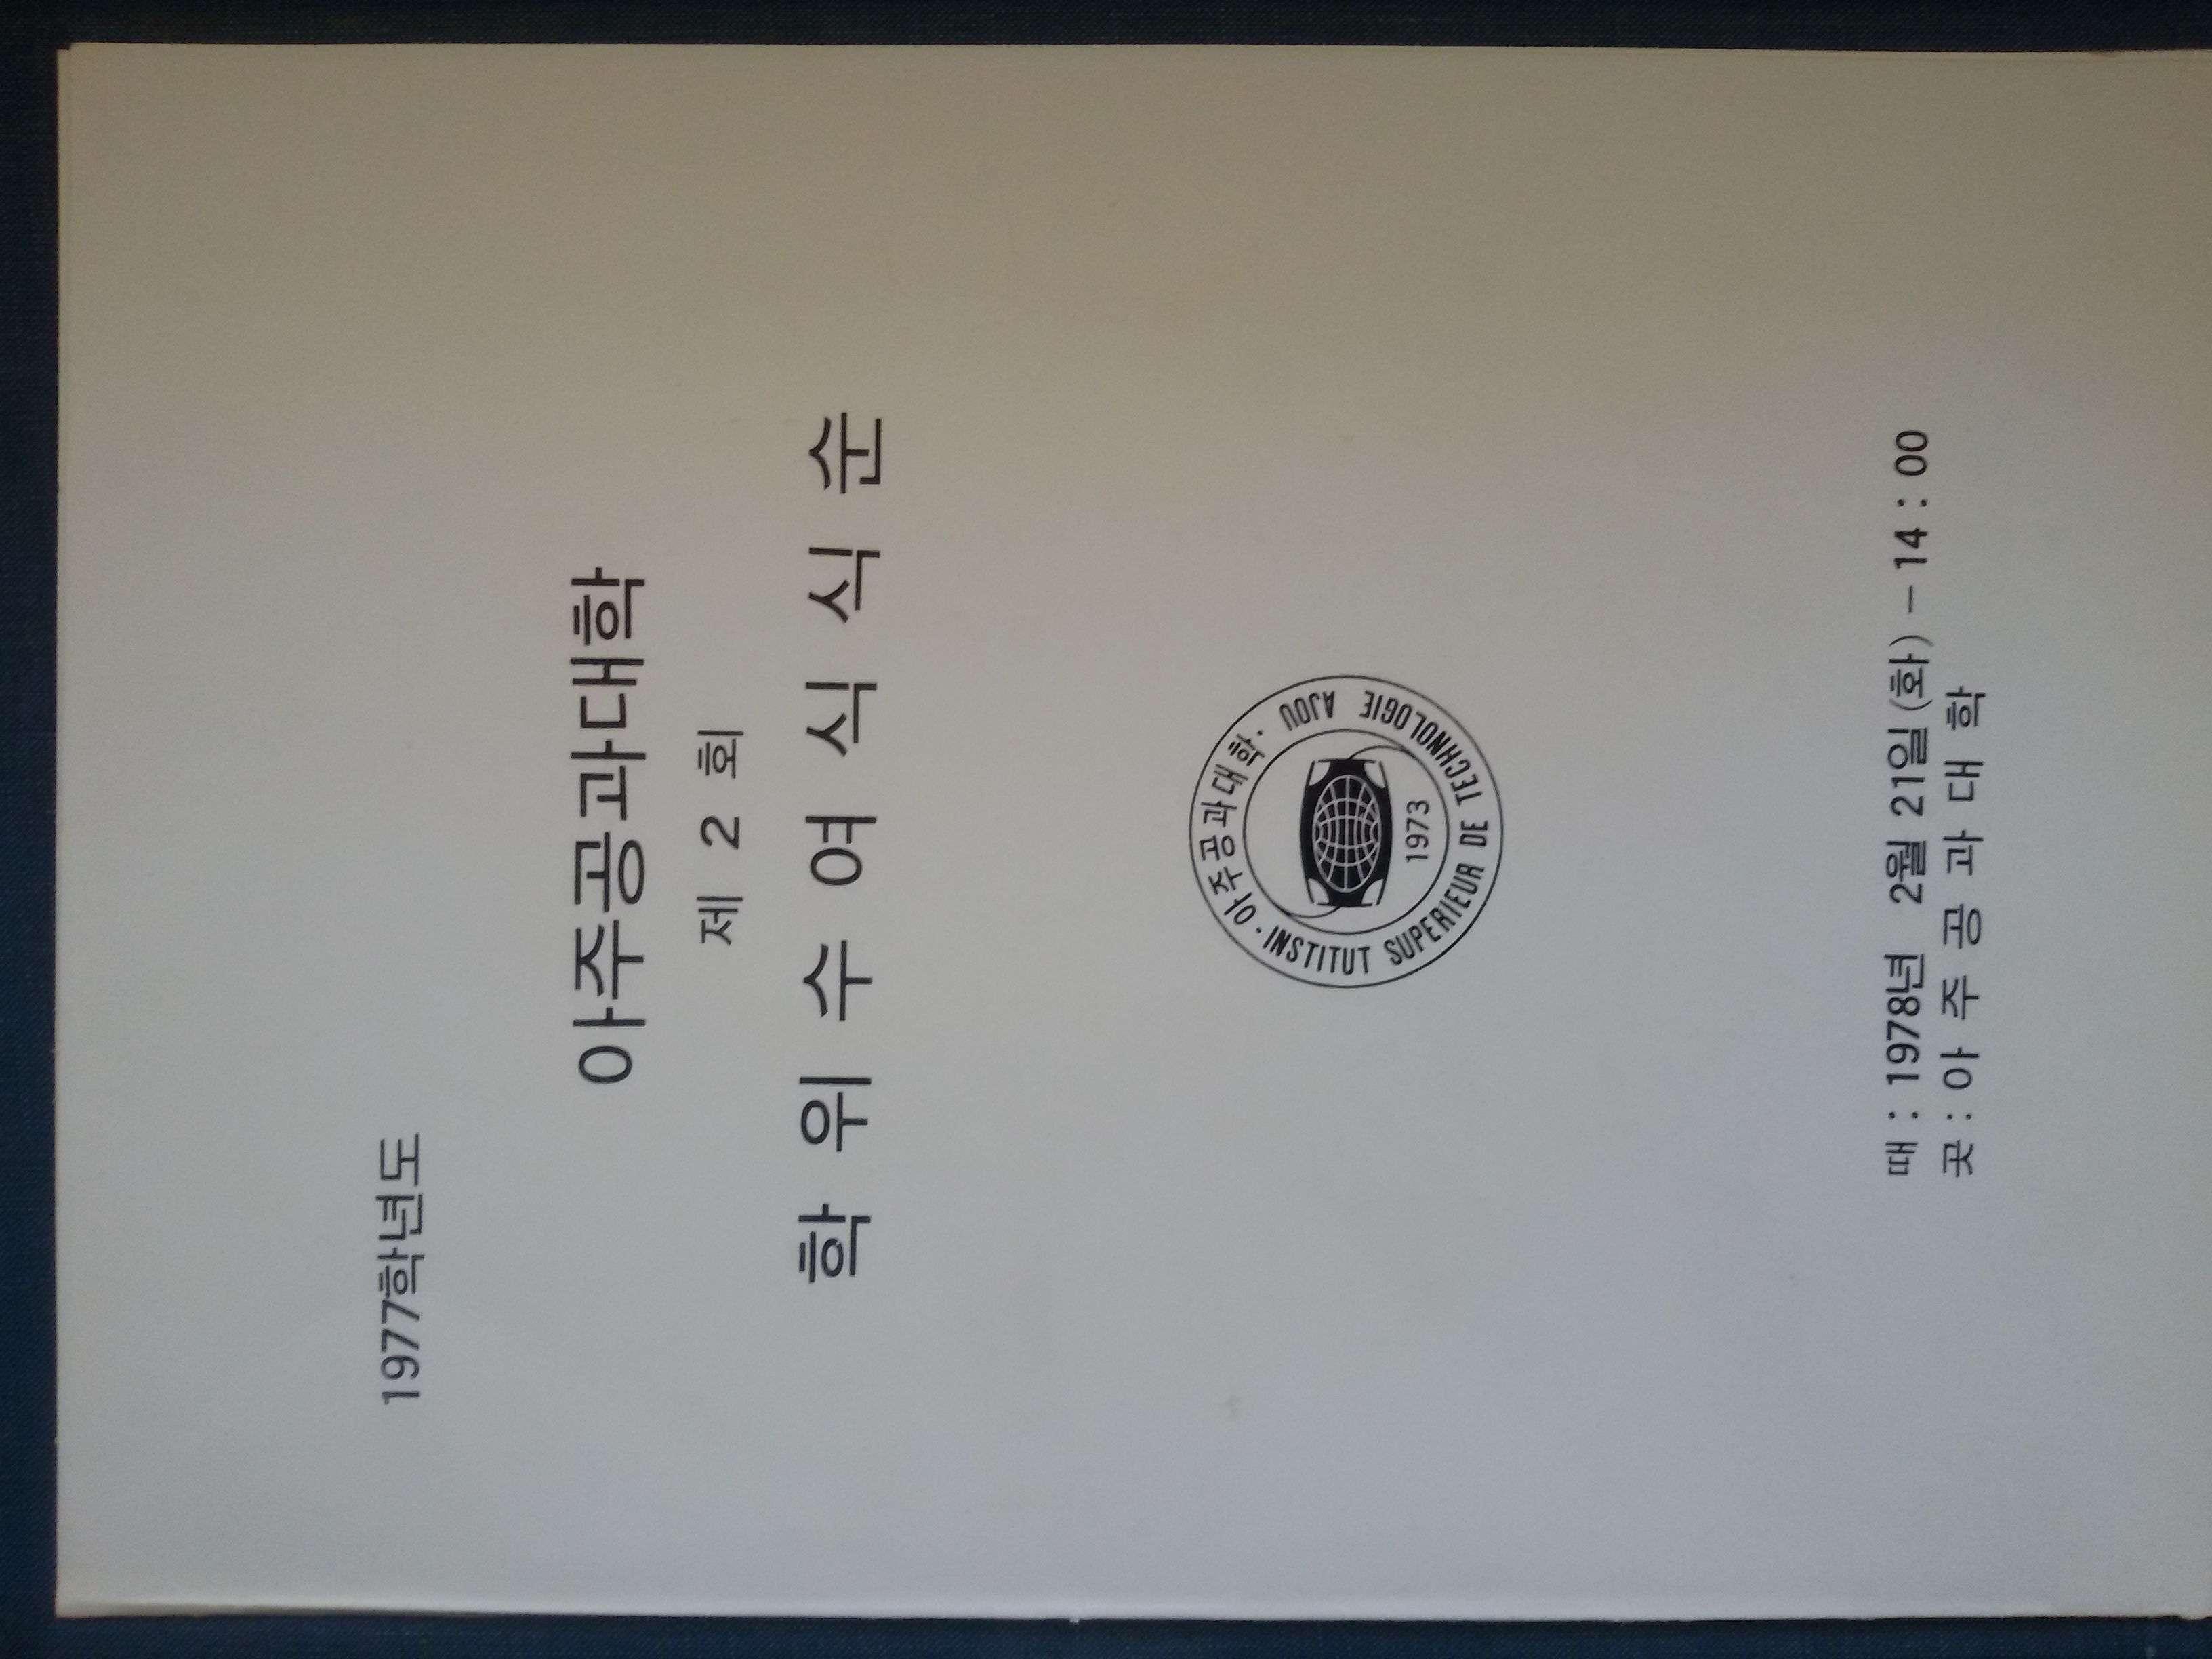 1977학년도
아주공과대학
제 2 회
학 위 수 여 식 식 순
아주공과대학 · INSTITUT SUPERIEUR DE TECHNOLOGIE AJOU ·
1973
때 : 1978년 2월 21일 (화) – 14 : 00
곳 : 아 주 공 과 대 학